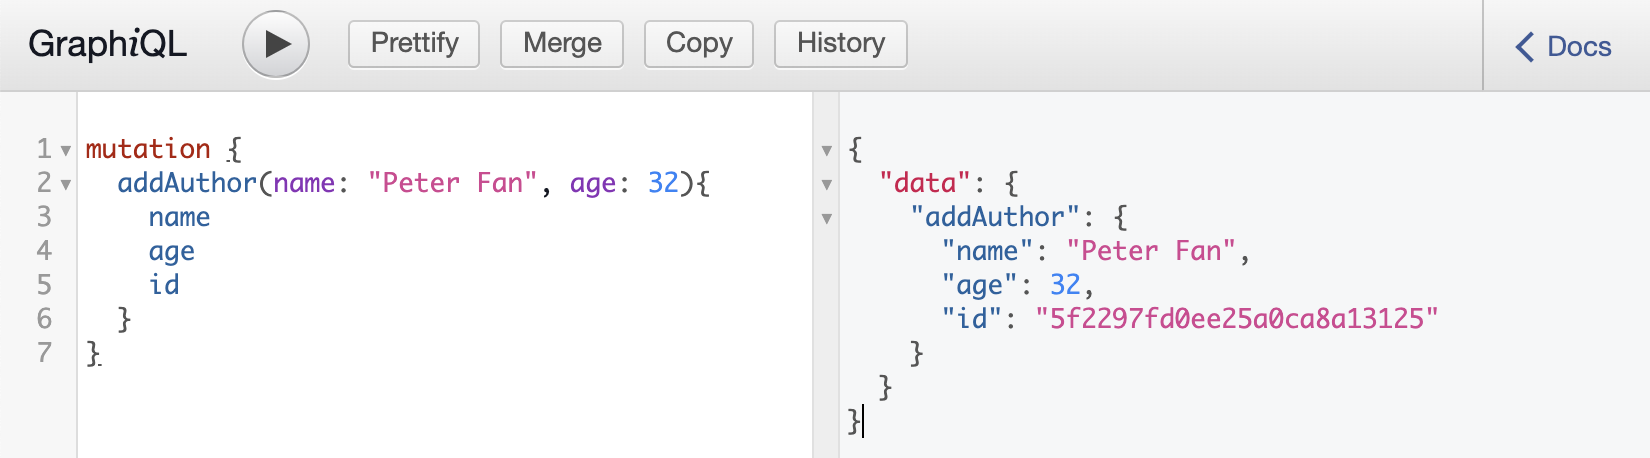 GraphiQL Prettify Merge Copy History Docs
1 mutation {
2   addAuthor(name: "Peter Fan", age: 32){
3     name
4     age
5     id
6   }
7 }
{
  "data": {
    "addAuthor": {
      "name": "Peter Fan",
      "age": 32,
      "id": "5f2297fd0ee25a0ca8a13125"
    }
  }
}